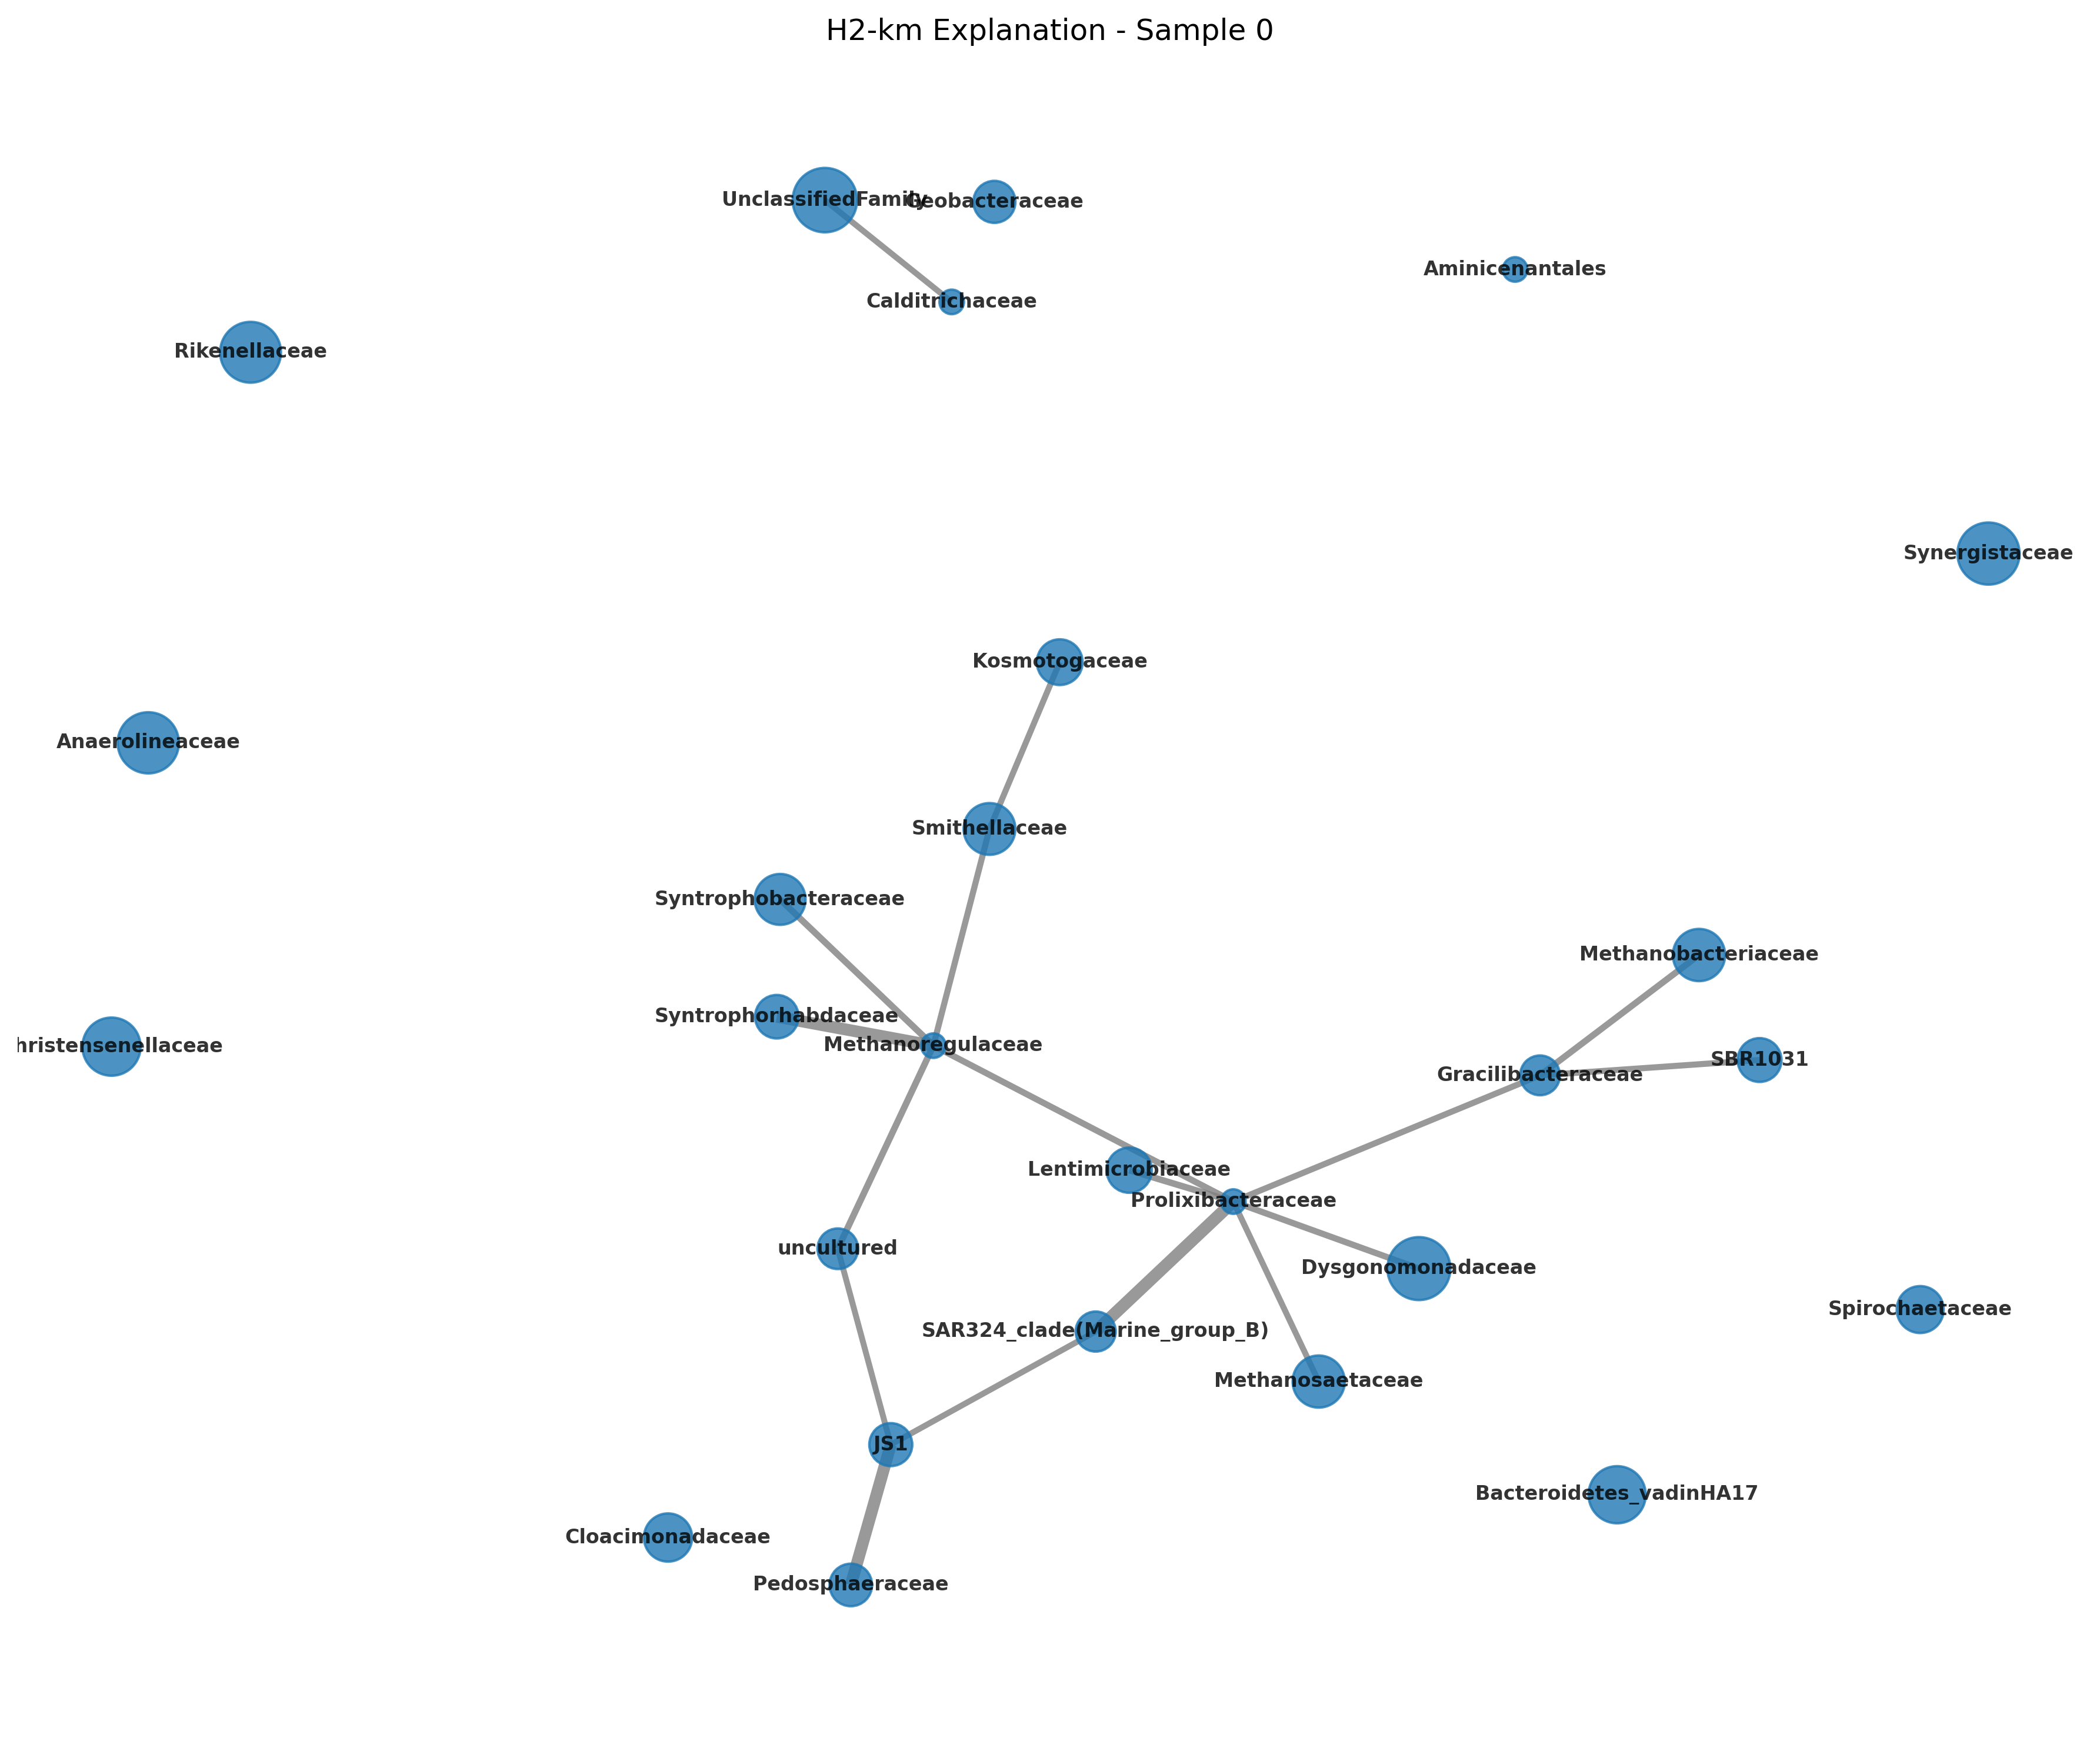 H2-km Explanation - Sample 0
UnclassifiedFamily
Geobacteraceae
Aminicenantales
Calditrichaceae
Rikenellaceae
Synergistaceae
Kosmotogaceae
Anaerolineaceae
Smithellaceae
Syntrophobacteraceae
Methanobacteriaceae
Syntrophorhabdaceae
Methanoregulaceae
hristensenellaceae
SBR1031
Gracilibacteraceae
Lentimicrobiaceae
Prolixibacteraceae
uncultured
Dysgonomonadaceae
Spirochaetaceae
SAR324_clade(Marine_group_B)
Methanosaetaceae
JS1
Bacteroidetes_vadinHA17
Cloacimonadaceae
Pedosphaeraceae